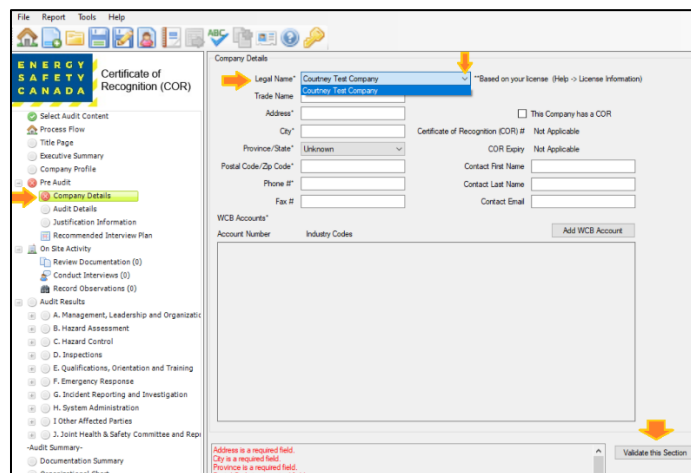 File Report Tools Help
ABC
ENERGY
SAFETY
CANADA
Certificate of
Recognition (COR)
Select Audit Content
Process Flow
Title Page
Executive Summary
Company Profile
Pre Audit
Company Details
Audit Details
Justification Information
Recommended Interview Plan
On Site Activity
Review Documentation (0)
Conduct Interviews (0)
Record Observations (0)
Audit Results
A. Management, Leadership and Organizatic
B. Hazard Assessment
C. Hazard Control
D. Inspections
E. Qualifications, Orientation and Training
F. Emergency Response
G. Incident Reporting and Investigation
H. System Administration
I Other Affected Parties
J. Joint Health & Safety Committee and Repr
-Audit Summary-
Documentation Summary
Company Details
Legal Name* Courtney Test Company **Based on your license (Help -> License Information)
Courtney Test Company
Trade Name
Address* This Company has a COR
City* Certificate of Recognition (COR) # Not Applicable
Province/State* Unknown COR Expiry Not Applicable
Postal Code/Zip Code* Contact First Name
Phone #* Contact Last Name
Fax # Contact Email
WCB Accounts*
Account Number Industry Codes Add WCB Account
Address is a required field.
City is a required field.
Province is a required field.
Validate this Section